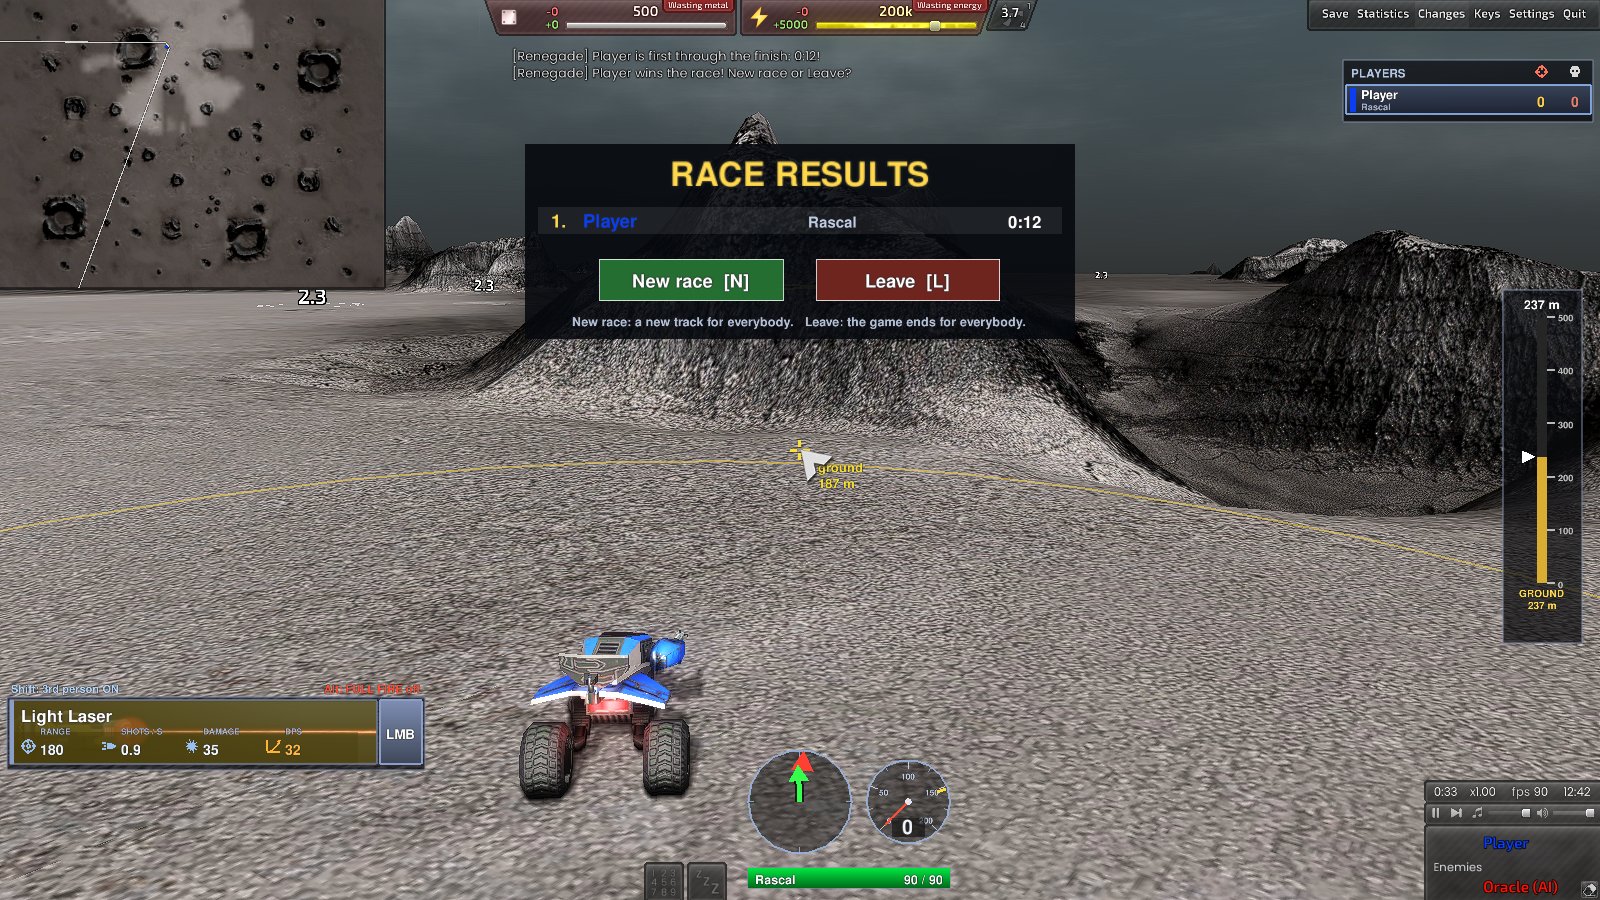 -0
+0
500
Wasting metal
-0
+5000
200k
Wasting energy
3.7
1
4
Save Statistics Changes Keys Settings Quit
[Renegade] Player is first through the finish: 0:12!
[Renegade] Player wins the race! New race or Leave?
PLAYERS
Player
Rascal
0 0
RACE RESULTS
1. Player Rascal 0:12
New race [N]
Leave [L]
New race: a new track for everybody.
Leave: the game ends for everybody.
2.3
2.3
2.3
237 m
500
400
300
200
100
0
GROUND
237 m
ground
187 m
Shift: 3rd person ON
Light Laser
RANGE SHOTS / S DAMAGE DPS
180 0.9 35 32
LMB
50 100 150 200
0
Rascal 90 / 90
0:33 x1.00 fps 90 12:42
Player
Enemies
Oracle (AI)